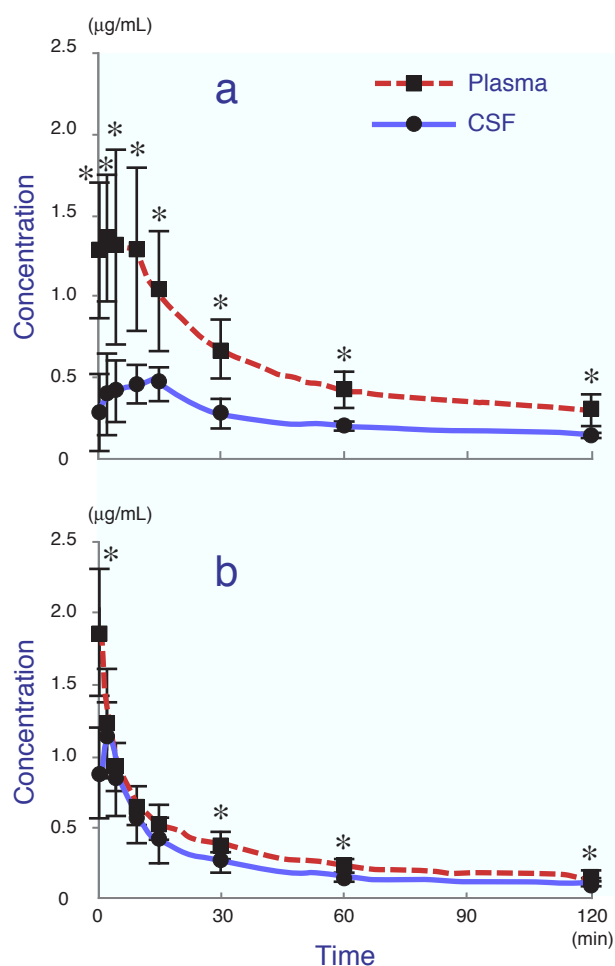 (μg/mL)
2.5
a
Plasma
CSF
2.0
* * * *
*
1.5
Concentration
1.0
*
*
*
0.5
0
(μg/mL)
2.5
*
b
2.0
1.5
Concentration
1.0
*
*
*
0.5
0
0 30 60 90 120
(min)
Time